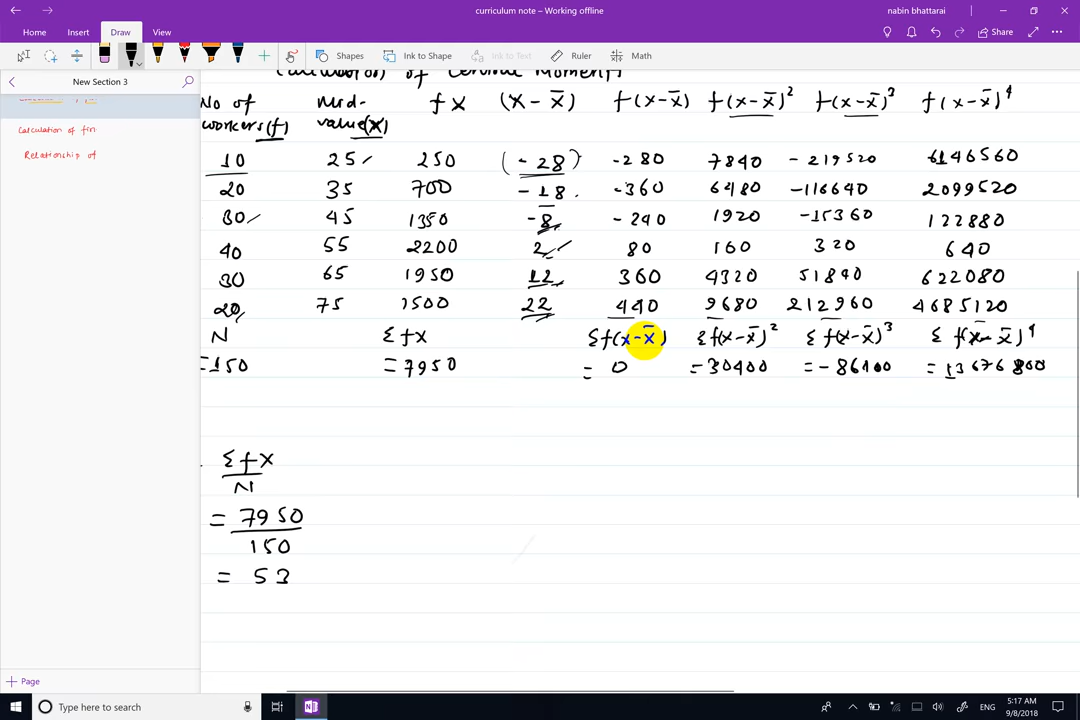 curriculum note – Working offline
nabin bhattarai
Home Insert Draw View
Share
Shapes Ink to Shape Ink to Text Ruler Math
New Section 3
Calculation of fin
Relationship of
Calculation of Central Moments
No of workers (f) Mid-value(x) fx (x-x̄) f(x-x̄) f(x-x̄)² f(x-x̄)³ f(x-x̄)⁴
10 25 250 (-28) -280 7840 -219520 6146560
20 35 700 -18 -360 6480 -116640 2099520
30 45 1350 -8 -240 1920 -15360 122880
40 55 2200 2 80 160 320 640
30 65 1950 12 360 4320 51840 622080
20 75 1500 22 440 9680 212960 4685120
N Σfx Σf(x-x̄) Σf(x-x̄)² Σf(x-x̄)³ Σf(x-x̄)⁴
=150 =7950 = 0 =30400 =-86400 =13676800
Σfx
N
= 7950
150
= 53
+ Page
Type here to search
ENG
5:17 AM
9/8/2018